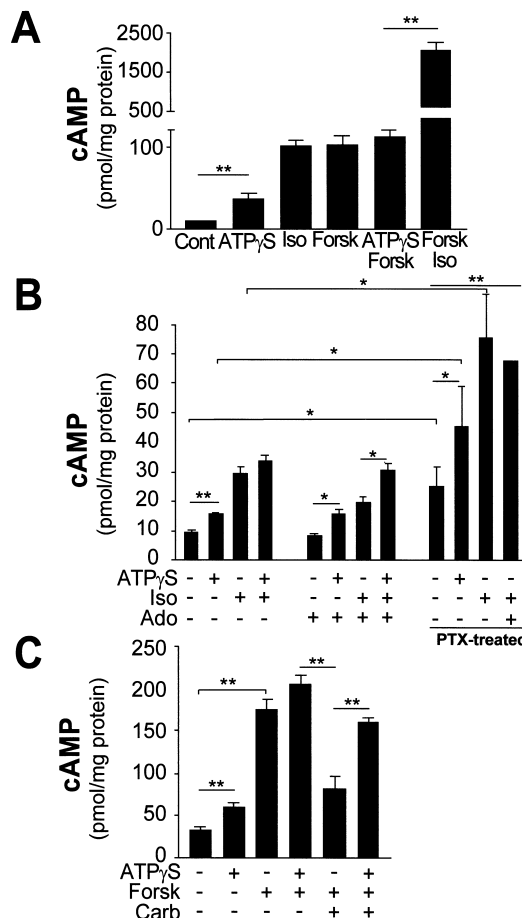 A
cAMP
(pmol/mg protein)
2500
1500
500
100
0
**
**
Cont ATPγS Iso Forsk ATPγS Forsk
Forsk Iso
B
cAMP
(pmol/mg protein)
80
70
60
50
40
30
20
10
0
*
**
*
*
*
**
*
*
ATPγS - + - + - + - + - + - -
Iso - - + + - - + + - - + +
Ado + + + + - - - +
PTX-treated
C
cAMP
(pmol/mg protein)
250
200
150
100
50
0
**
**
**
**
ATPγS - + - + - +
Forsk - - + + + +
Carb - - - - + +